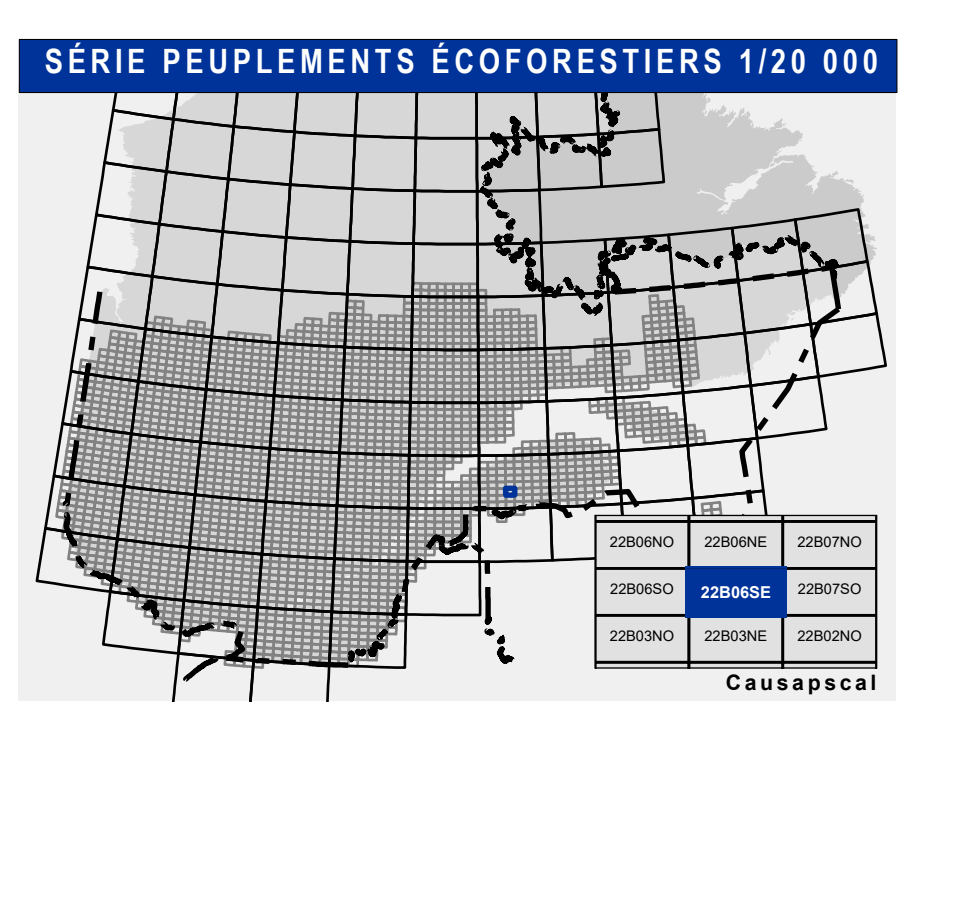 SÉRIE PEUPLEMENTS ÉCOFORESTIERS 1/20 000
22B06NO 22B06NE 22B07NO
22B06SO 22B06SE 22B07SO
22B03NO 22B03NE 22B02NO
Causapscal